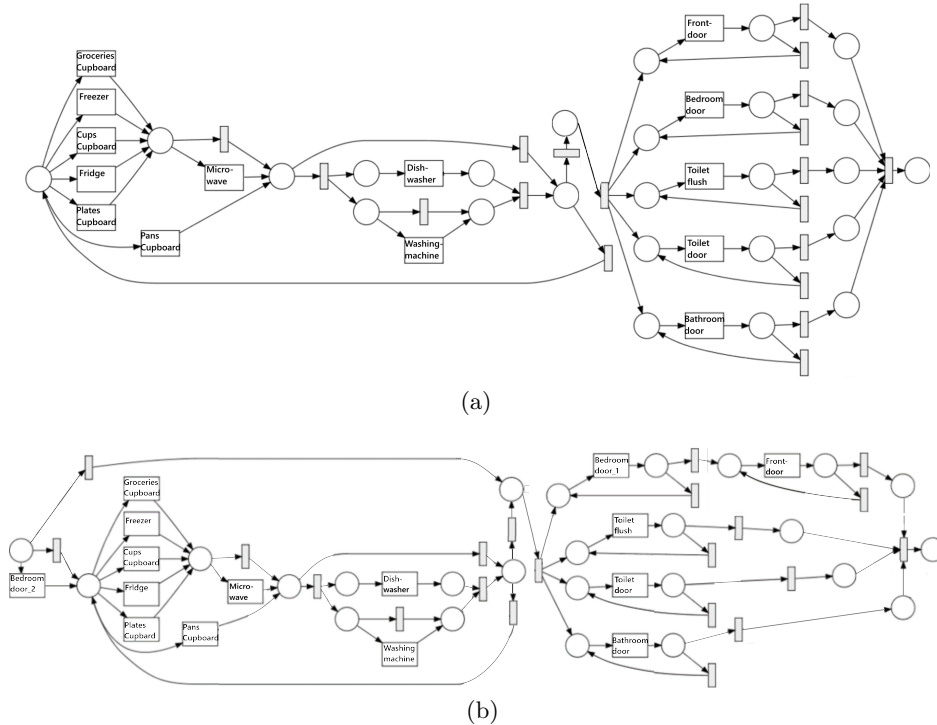 Groceries
Cupboard
Freezer
Cups
Cupboard
Fridge
Plates
Cupboard
Pans
Cupboard
Micro-
wave
Dish-
washer
Washing-
machine
Front-
door
Bedroom
door
Toilet
flush
Toilet
door
Bathroom
door
(a)
Bedroom
door_2
Groceries
Cupboard
Freezer
Cups
Cupboard
Fridge
Plates
Cupbard
Pans
Cupboard
Micro-
wave
Dish-
washer
Washing
machine
Bedroom
door_1
Front-
door
Toilet
flush
Toilet
door
Bathroom
door
(b)